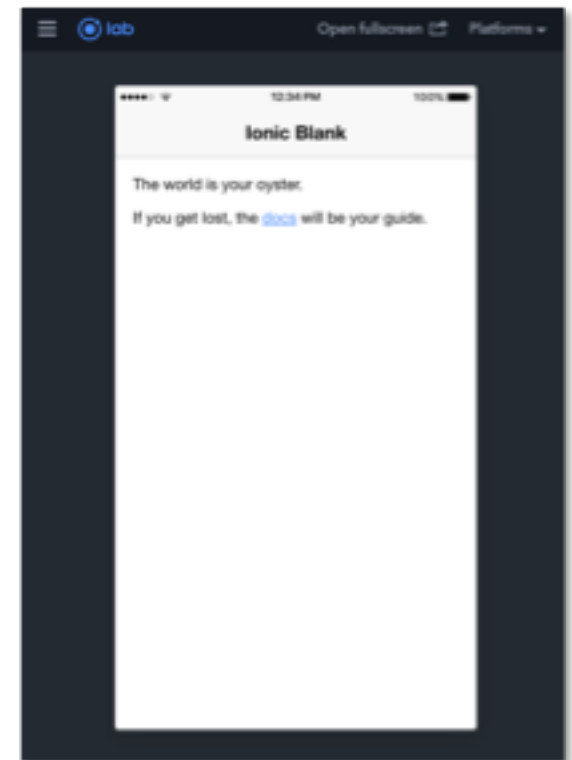 lab Open fullscreen Platforms
12:34 PM 100%
Ionic Blank
The world is your oyster.
If you get lost, the docs will be your guide.